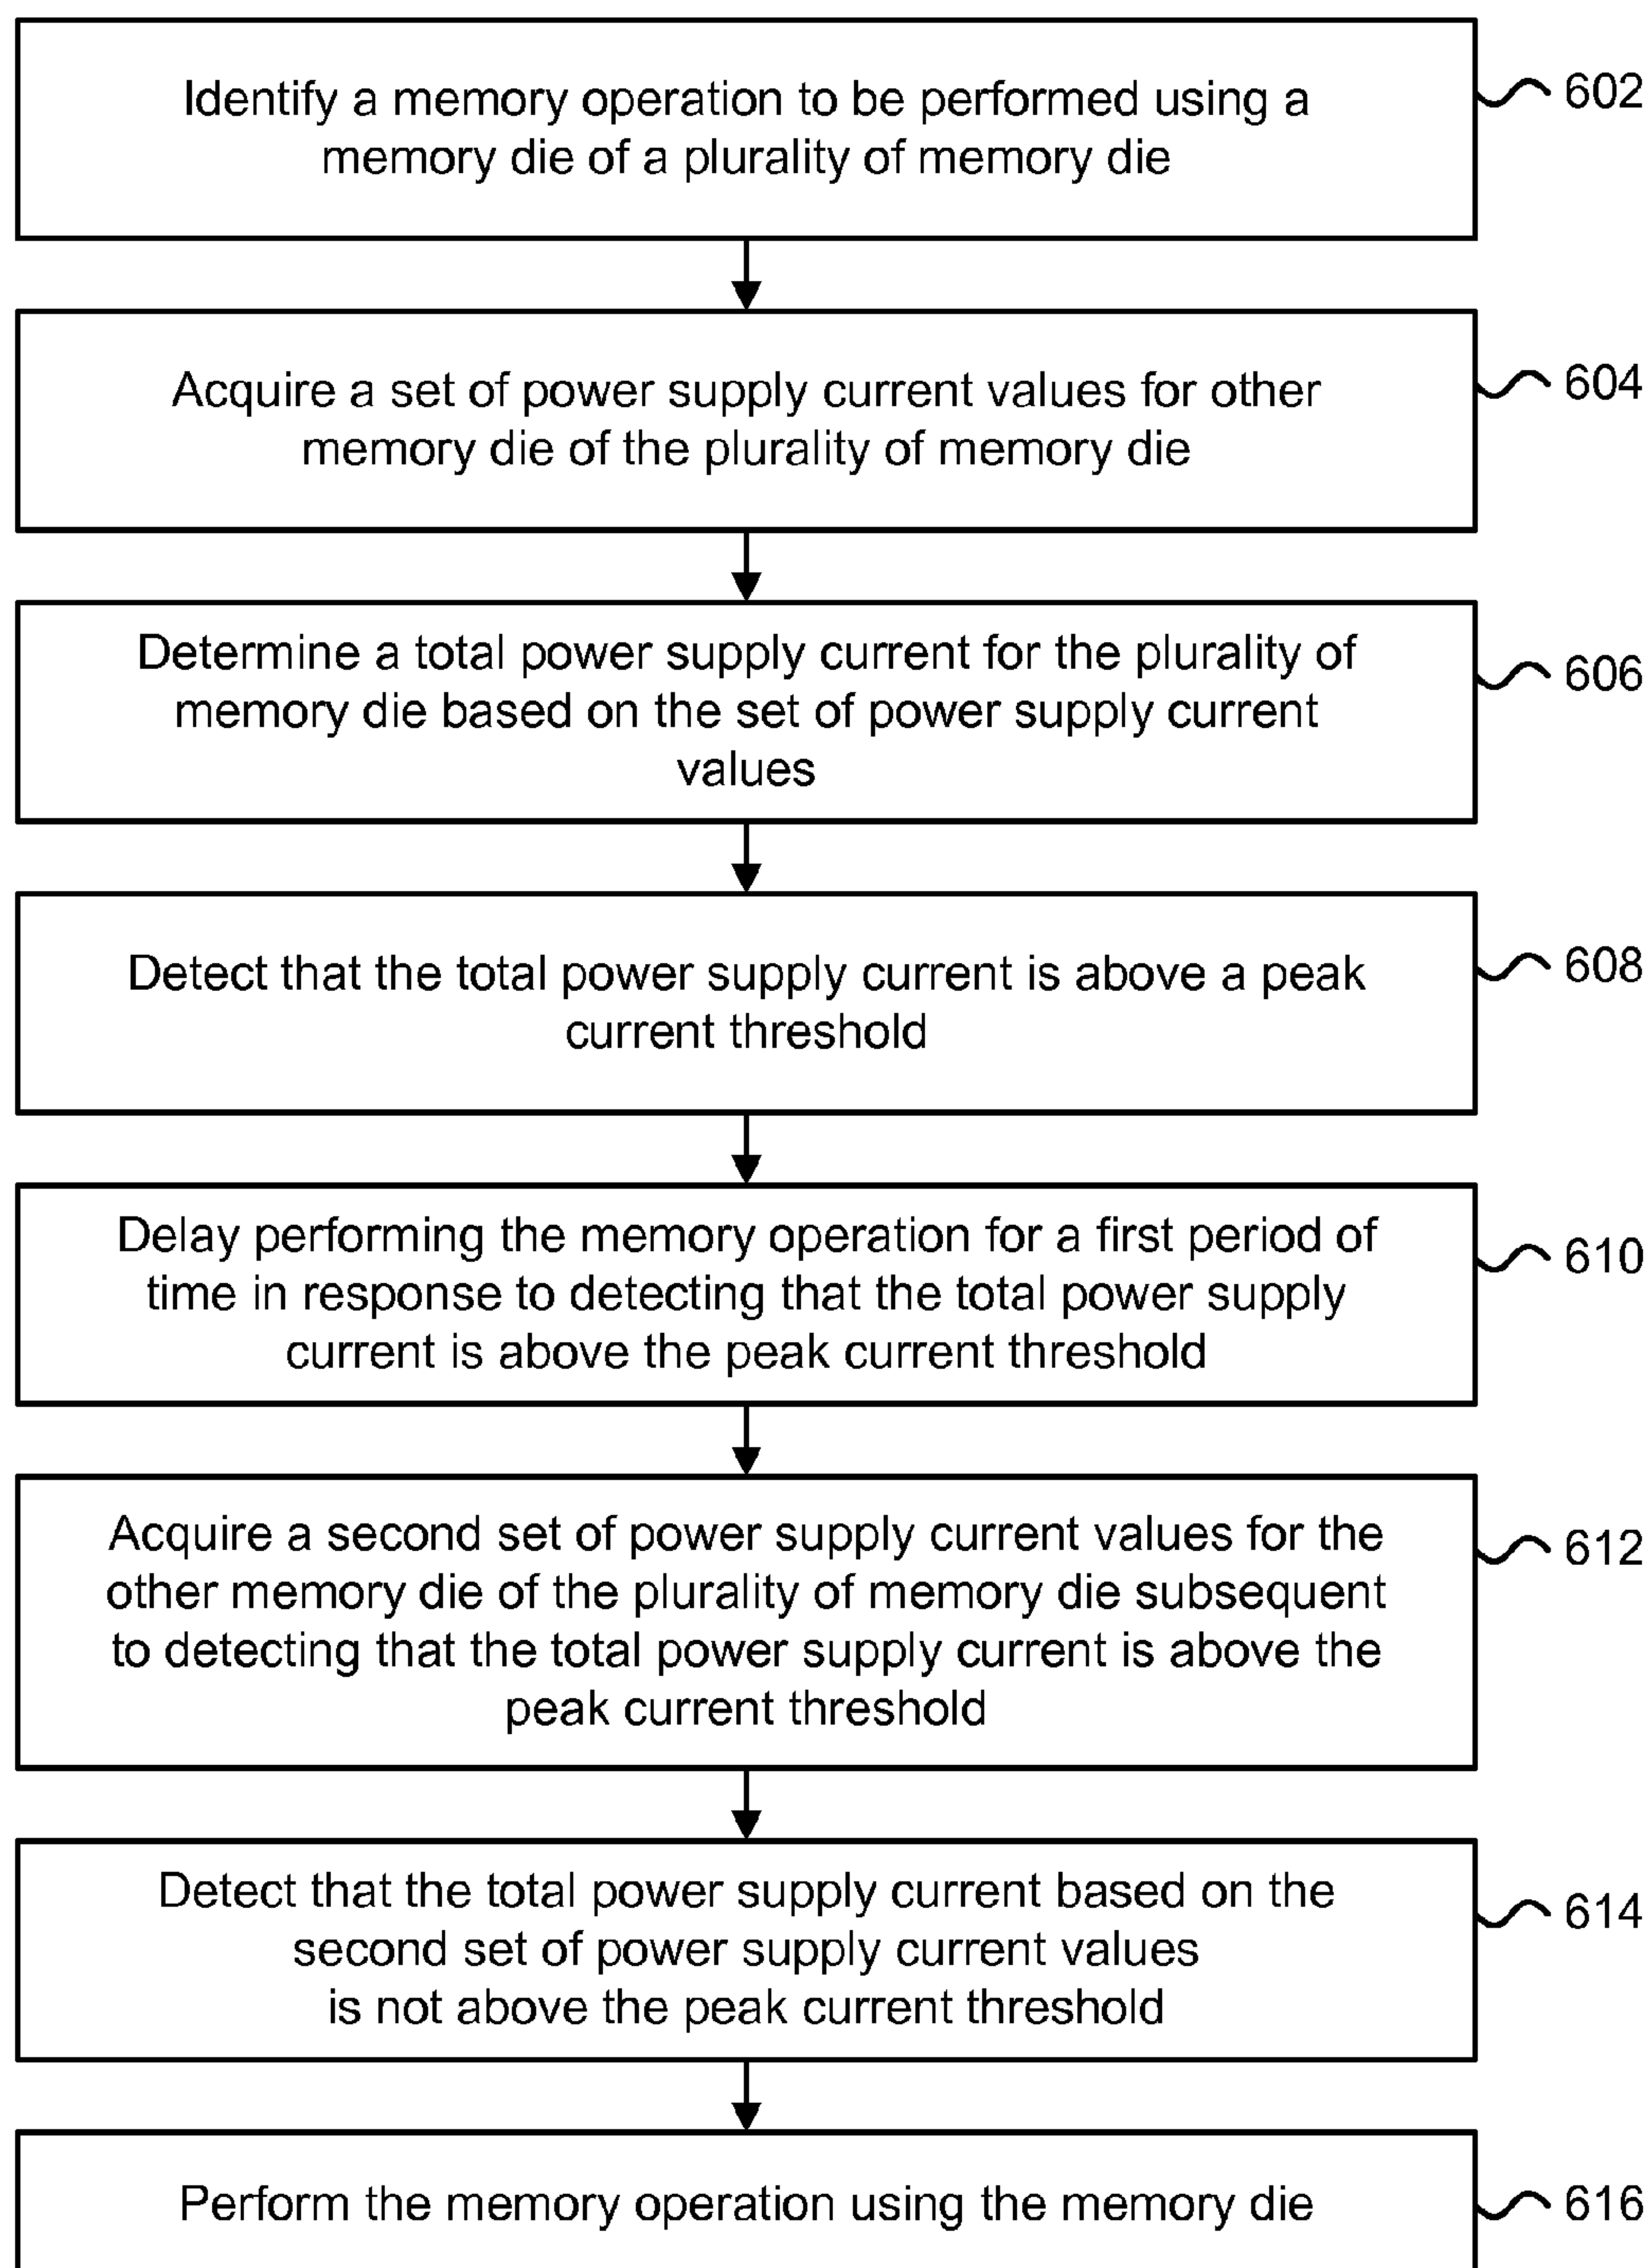 Identify a memory operation to be performed using a
memory die of a plurality of memory die
602
Acquire a set of power supply current values for other
memory die of the plurality of memory die
604
Determine a total power supply current for the plurality of
memory die based on the set of power supply current
values
606
Detect that the total power supply current is above a peak
current threshold
608
Delay performing the memory operation for a first period of
time in response to detecting that the total power supply
current is above the peak current threshold
610
Acquire a second set of power supply current values for the
other memory die of the plurality of memory die subsequent
to detecting that the total power supply current is above the
peak current threshold
612
Detect that the total power supply current based on the
second set of power supply current values
is not above the peak current threshold
614
Perform the memory operation using the memory die
616